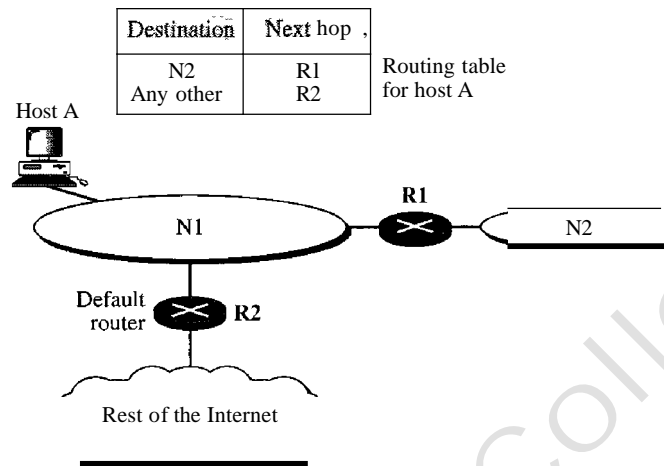 Destination Next hop ,
N2 R1
Any other R2
Routing table
for host A
Host A
R1
N1
N2
Default
router
R2
Rest of the Internet
Colle